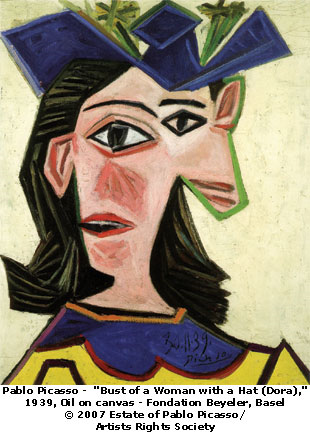 Picasso
Pablo Picasso - "Bust of a Woman with a Hat (Dora),"
1939, Oil on canvas - Fondation Beyeler, Basel
© 2007 Estate of Pablo Picasso/
Artists Rights Society